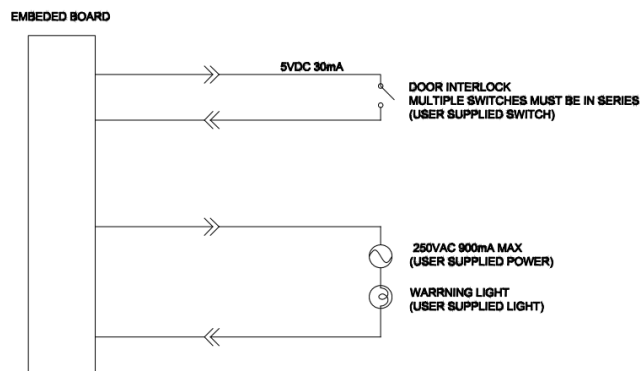 EMBEDED BOARD
5VDC 30mA
DOOR INTERLOCK
MULTIPLE SWITCHES MUST BE IN SERIES
(USER SUPPLIED SWITCH)
250VAC 900mA MAX
(USER SUPPLIED POWER)
WARRNING LIGHT
(USER SUPPLIED LIGHT)